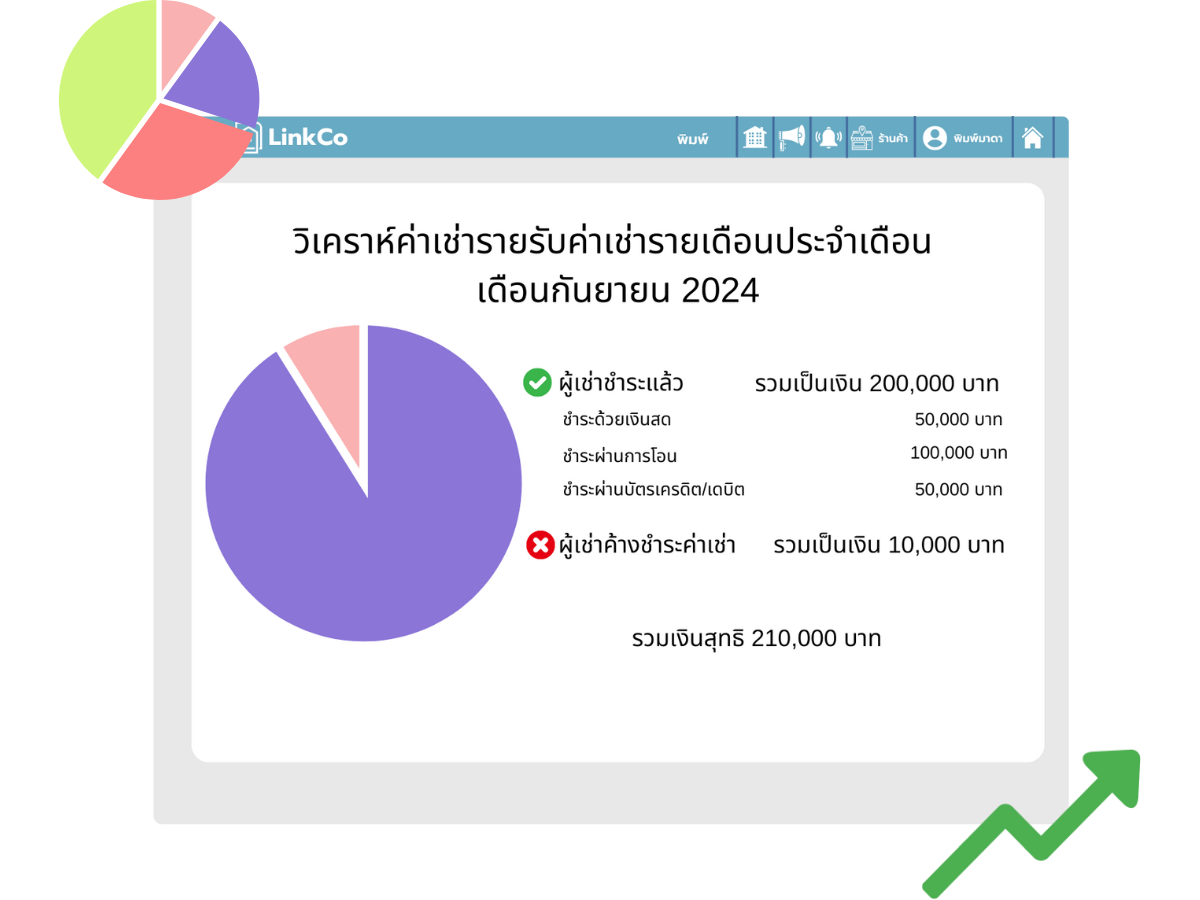 LinkCo
พิมพ์
ร้านค้า
พิมพ์มาดา
วิเคราห์ค่าเช่ารายรับค่าเช่ารายเดือนประจำเดือน
เดือนกันยายน 2024
ผู้เช่าชำระแล้ว รวมเป็นเงิน 200,000 บาท
ชำระด้วยเงินสด 50,000 บาท
ชำระผ่านการโอน 100,000 บาท
ชำระผ่านบัตรเครดิต/เดบิต 50,000 บาท
ผู้เช่าค้างชำระค่าเช่า รวมเป็นเงิน 10,000 บาท
รวมเงินสุทธิ 210,000 บาท